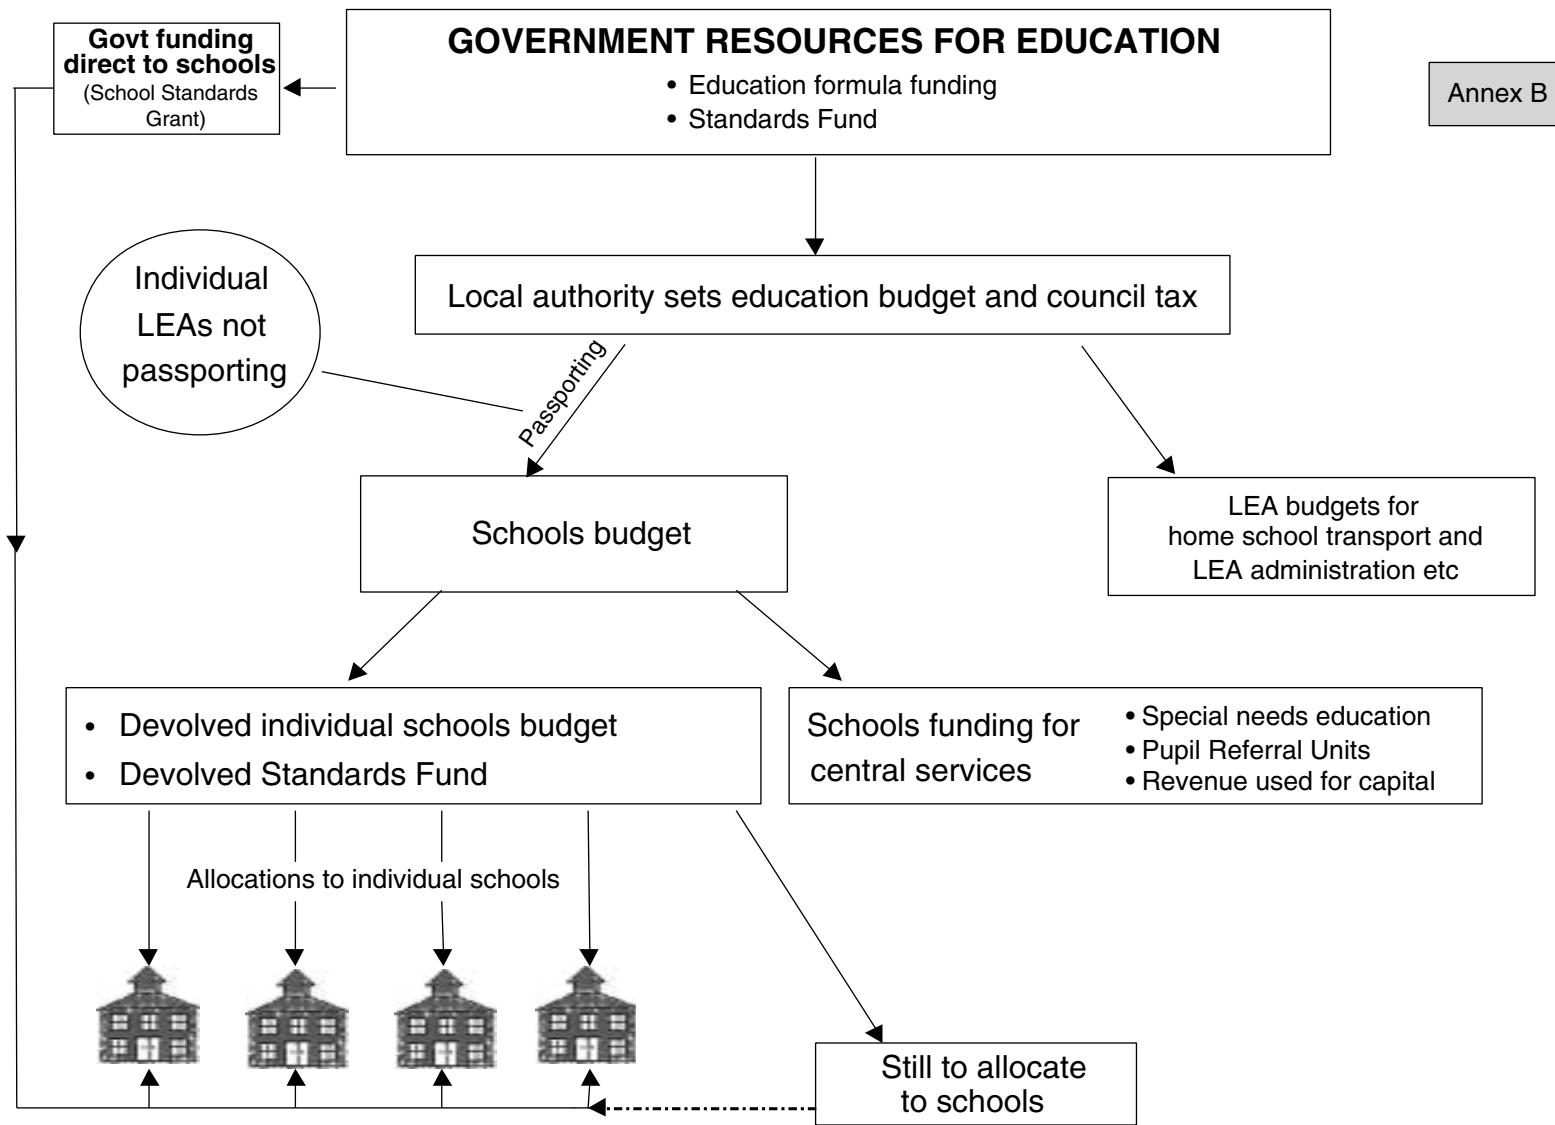 Govt funding
direct to schools
(School Standards
Grant)
GOVERNMENT RESOURCES FOR EDUCATION
• Education formula funding
• Standards Fund
Annex B
Individual
LEAs not
passporting
Local authority sets education budget and council tax
Passporting
Schools budget
LEA budgets for
home school transport and
LEA administration etc
• Devolved individual schools budget
• Devolved Standards Fund
Schools funding for
central services
• Special needs education
• Pupil Referral Units
• Revenue used for capital
Allocations to individual schools
Still to allocate
to schools